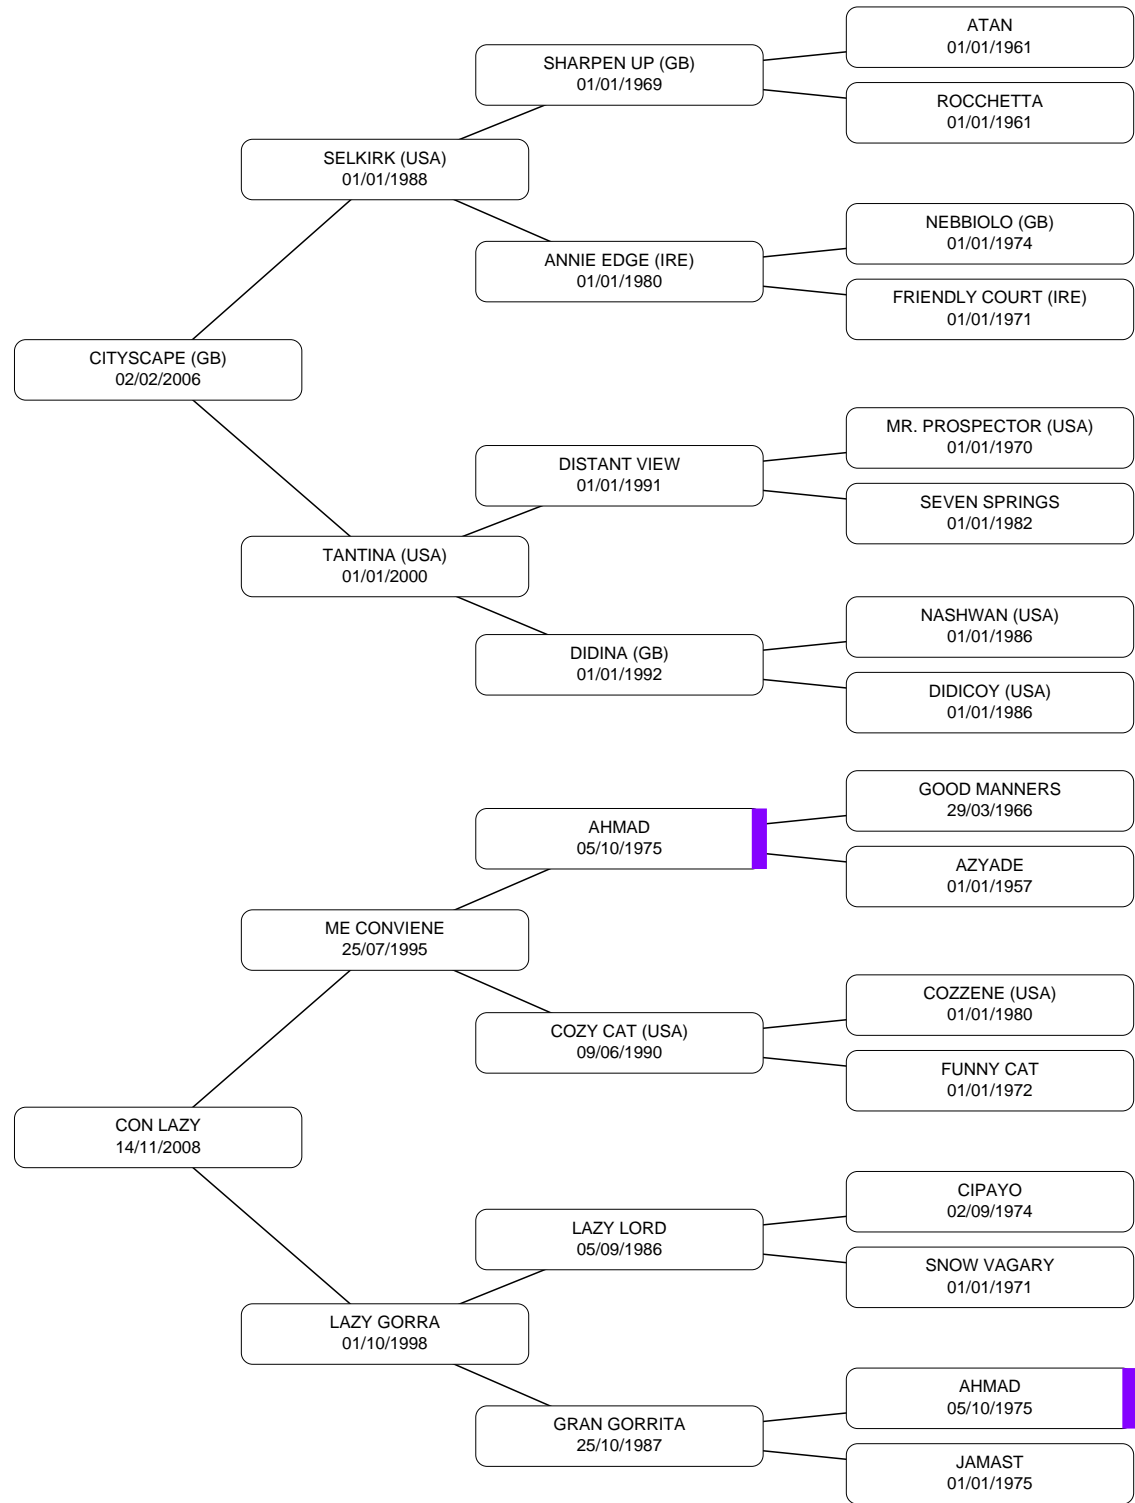 ATAN
01/01/1961
SHARPEN UP (GB)
01/01/1969
ROCCHETTA
01/01/1961
SELKIRK (USA)
01/01/1988
NEBBIOLO (GB)
01/01/1974
ANNIE EDGE (IRE)
01/01/1980
FRIENDLY COURT (IRE)
01/01/1971
CITYSCAPE (GB)
02/02/2006
MR. PROSPECTOR (USA)
01/01/1970
DISTANT VIEW
01/01/1991
SEVEN SPRINGS
01/01/1982
TANTINA (USA)
01/01/2000
NASHWAN (USA)
01/01/1986
DIDINA (GB)
01/01/1992
DIDICOY (USA)
01/01/1986
GOOD MANNERS
29/03/1966
AHMAD
05/10/1975
AZYADE
01/01/1957
ME CONVIENE
25/07/1995
COZZENE (USA)
01/01/1980
COZY CAT (USA)
09/06/1990
FUNNY CAT
01/01/1972
CON LAZY
14/11/2008
CIPAYO
02/09/1974
LAZY LORD
05/09/1986
SNOW VAGARY
01/01/1971
LAZY GORRA
01/10/1998
AHMAD
05/10/1975
GRAN GORRITA
25/10/1987
JAMAST
01/01/1975